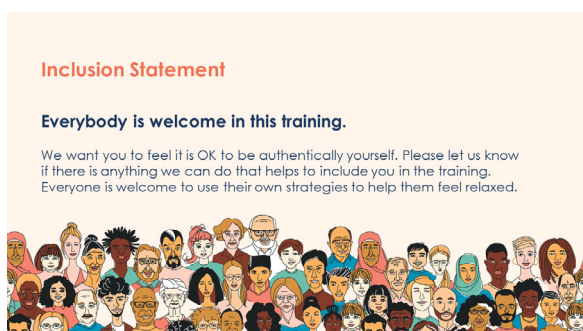 Inclusion Statement
Everybody is welcome in this training.
We want you to feel it is OK to be authentically yourself. Please let us know
if there is anything we can do that helps to include you in the training.
Everyone is welcome to use their own strategies to help them feel relaxed.